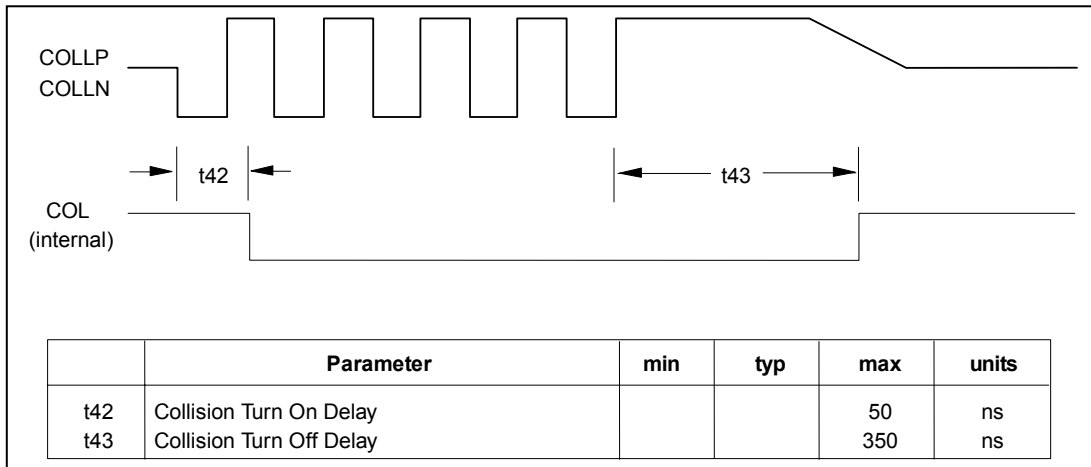 COLLP
COLLN
t42
t43
COL
(internal)
Parameter min typ max units
t42 Collision Turn On Delay 50 ns
t43 Collision Turn Off Delay 350 ns